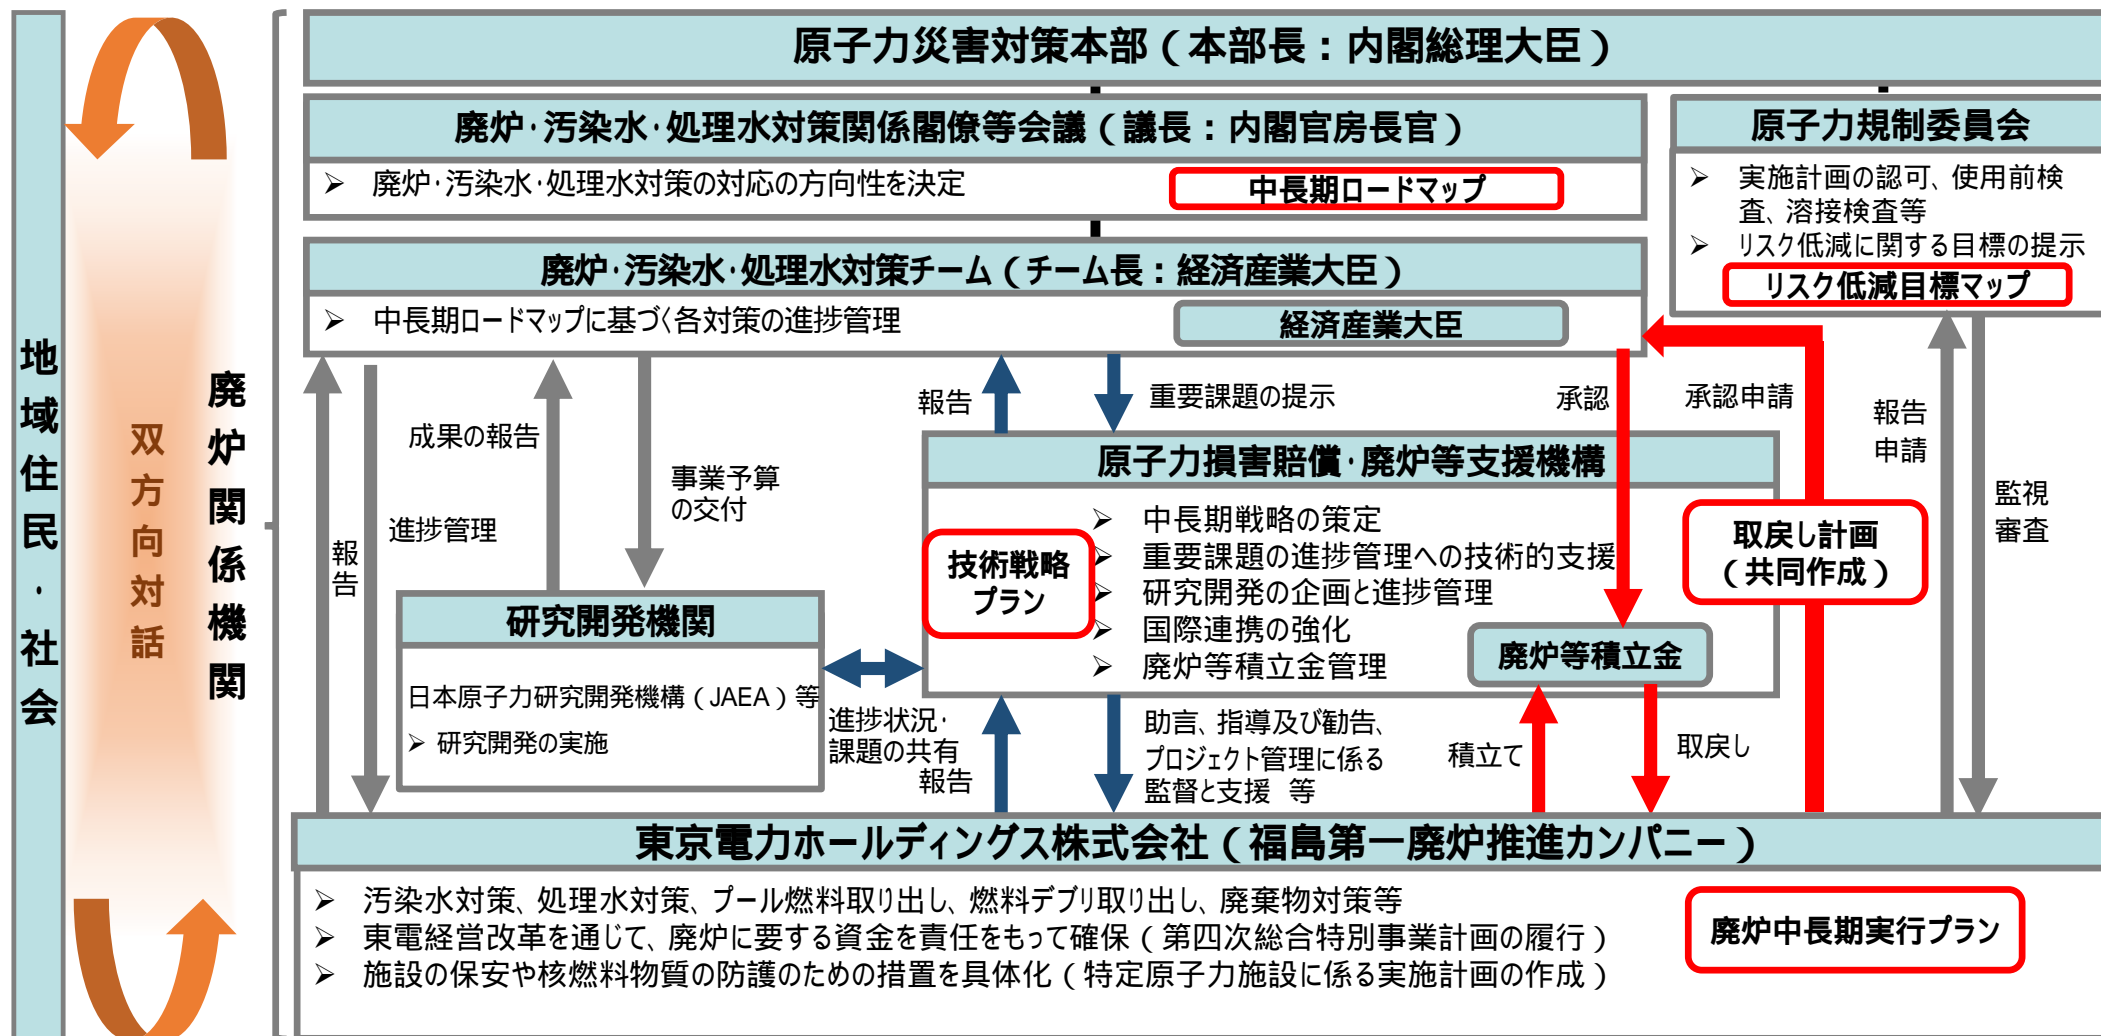 原子力災害対策本部（本部長：内閣総理大臣）
廃炉･汚染水･処理水対策関係閣僚等会議（議長：内閣官房長官）
➢ 廃炉･汚染水･処理水対策の対応の方向性を決定
中長期ロードマップ
原子力規制委員会
➢ 実施計画の認可、使用前検
査、溶接検査等
➢ リスク低減に関する目標の提示
リスク低減目標マップ
廃炉･汚染水･処理水対策チーム（チーム長：経済産業大臣）
➢ 中長期ロードマップに基づく各対策の進捗管理
経済産業大臣
地域住民・社会
双方向対話
廃炉関係機関
報告
進捗管理
成果の報告
事業予算
の交付
報告
重要課題の提示
承認
承認申請
報告
申請
監視
審査
原子力損害賠償･廃炉等支援機構
技術戦略
プラン
➢ 中長期戦略の策定
➢ 重要課題の進捗管理への技術的支援
➢ 研究開発の企画と進捗管理
➢ 国際連携の強化
➢ 廃炉等積立金管理
廃炉等積立金
取戻し計画
（共同作成）
研究開発機関
日本原子力研究開発機構（JAEA）等
➢ 研究開発の実施
進捗状況･
課題の共有
報告
助言、指導及び勧告、
プロジェクト管理に係る
監督と支援 等
積立て
取戻し
東京電力ホールディングス株式会社（福島第一廃炉推進カンパニー）
➢ 汚染水対策、処理水対策、プール燃料取り出し、燃料デブリ取り出し、廃棄物対策等
➢ 東電経営改革を通じて、廃炉に要する資金を責任をもって確保（第四次総合特別事業計画の履行）
➢ 施設の保安や核燃料物質の防護のための措置を具体化（特定原子力施設に係る実施計画の作成）
廃炉中長期実行プラン